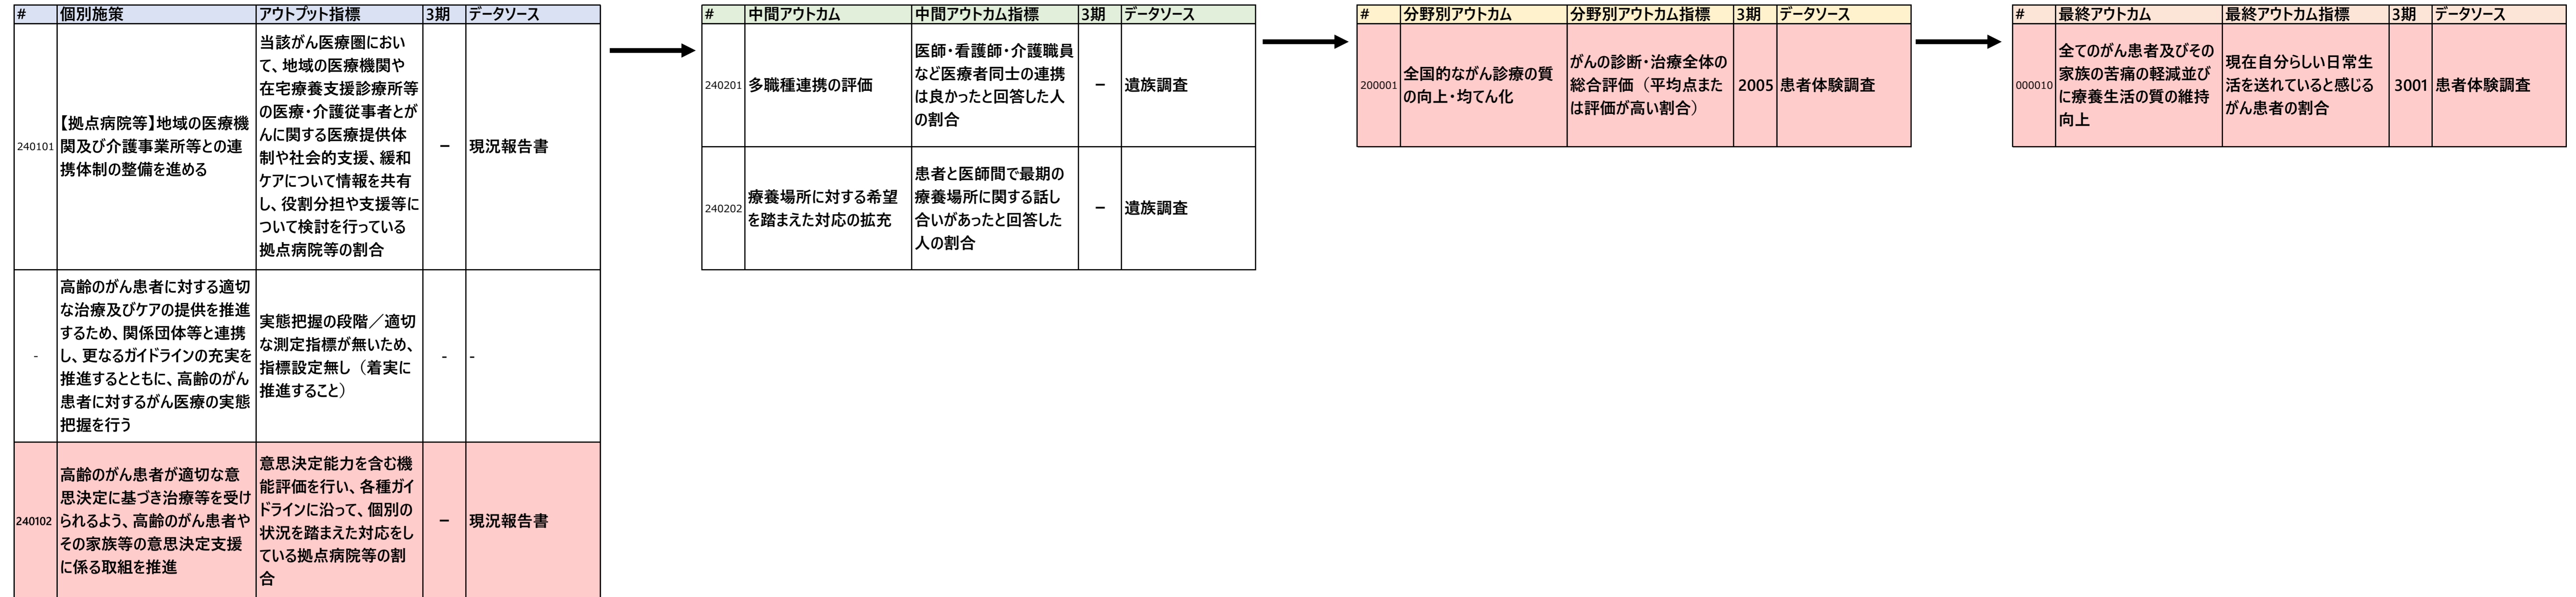 # 個別施策 アウトプット指標 3期 データソース
240101
【拠点病院等】地域の医療機
関及び介護事業所等との連
携体制の整備を進める
当該がん医療圏におい
て、地域の医療機関や
在宅療養支援診療所等
の医療・介護従事者とが
んに関する医療提供体
制や社会的支援、緩和
ケアについて情報を共有
し、役割分担や支援等に
ついて検討を行っている
拠点病院等の割合
－
現況報告書
-
高齢のがん患者に対する適切
な治療及びケアの提供を推進
するため、関係団体等と連携
し、更なるガイドラインの充実を
推進するとともに、高齢のがん
患者に対するがん医療の実態
把握を行う
実態把握の段階／適切
な測定指標が無いため、
指標設定無し（着実に
推進すること）
-
-
240102
高齢のがん患者が適切な意
思決定に基づき治療等を受け
られるよう、高齢のがん患者や
その家族等の意思決定支援
に係る取組を推進
意思決定能力を含む機
能評価を行い、各種ガイ
ドラインに沿って、個別の
状況を踏まえた対応をし
ている拠点病院等の割
合
－
現況報告書
# 中間アウトカム 中間アウトカム指標 3期 データソース
240201
多職種連携の評価
医師・看護師・介護職員
など医療者同士の連携
は良かったと回答した人
の割合
－
遺族調査
240202
療養場所に対する希望
を踏まえた対応の拡充
患者と医師間で最期の
療養場所に関する話し
合いがあったと回答した
人の割合
－
遺族調査
# 分野別アウトカム 分野別アウトカム指標 3期 データソース
200001
全国的ながん診療の質
の向上・均てん化
がんの診断・治療全体の
総合評価（平均点また
は評価が高い割合）
2005
患者体験調査
# 最終アウトカム 最終アウトカム指標 3期 データソース
000010
全てのがん患者及びその
家族の苦痛の軽減並び
に療養生活の質の維持
向上
現在自分らしい日常生
活を送れていると感じる
がん患者の割合
3001
患者体験調査